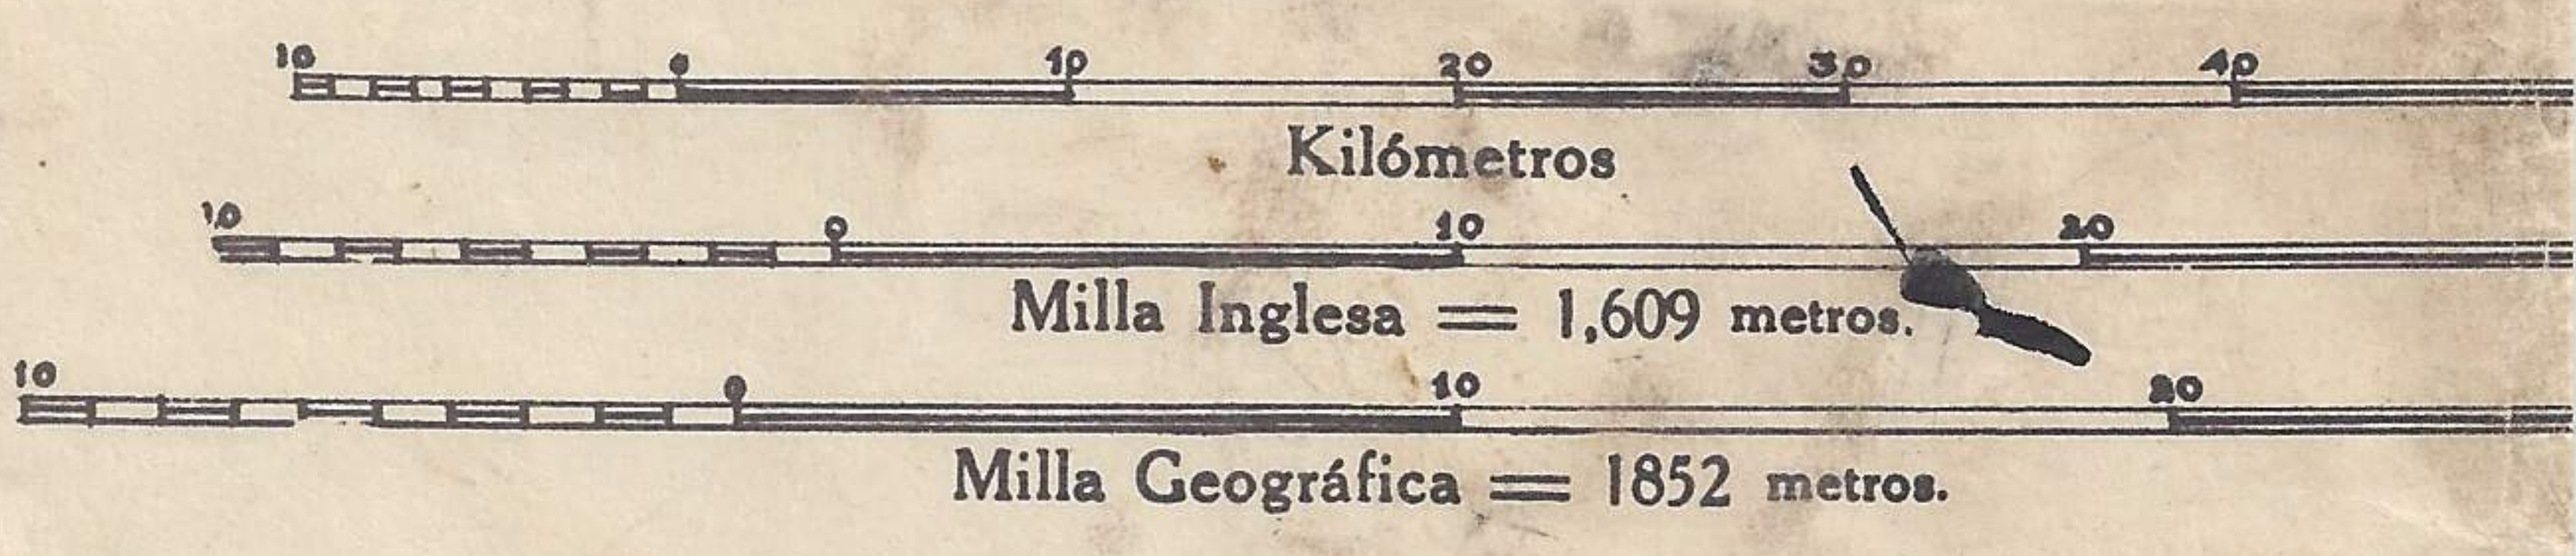 10 0 10 20 30 40
Kilómetros
10 0 10 20
Milla Inglesa = 1,609 metros.
10 0 10 20
Milla Geográfica = 1852 metros.